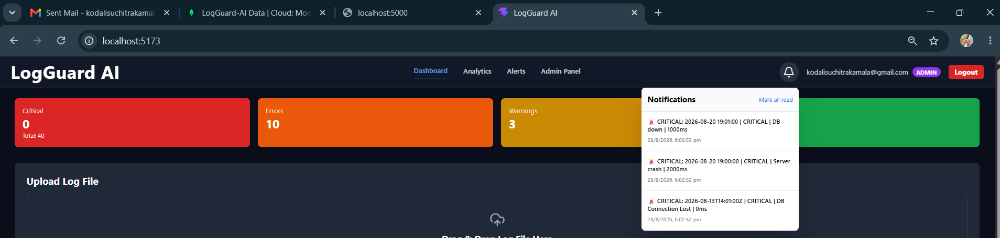 Sent Mail - kodalisuchitrakamal
LogGuard-AI Data | Cloud: Mon
localhost:5000
LogGuard AI
localhost:5173
LogGuard AI
Dashboard
Analytics
Alerts
Admin Panel
kodalisuchitrakamala@gmail.com
ADMIN
Logout
Critical
0
Total: 40
Errors
10
Warnings
3
Notifications
Mark all read
CRITICAL: 2026-08-20 19:01:00 | CRITICAL | DB
down | 1000ms
28/8/2026, 6:02:53 pm
CRITICAL: 2026-08-20 19:00:00 | CRITICAL | Server
crash | 2000ms
28/8/2026, 6:02:52 pm
CRITICAL: 2026-08-13T14:01:00Z | CRITICAL | DB
Connection Lost | 0ms
28/8/2026, 6:02:52 pm
Upload Log File
Drag & Drop Log File Here